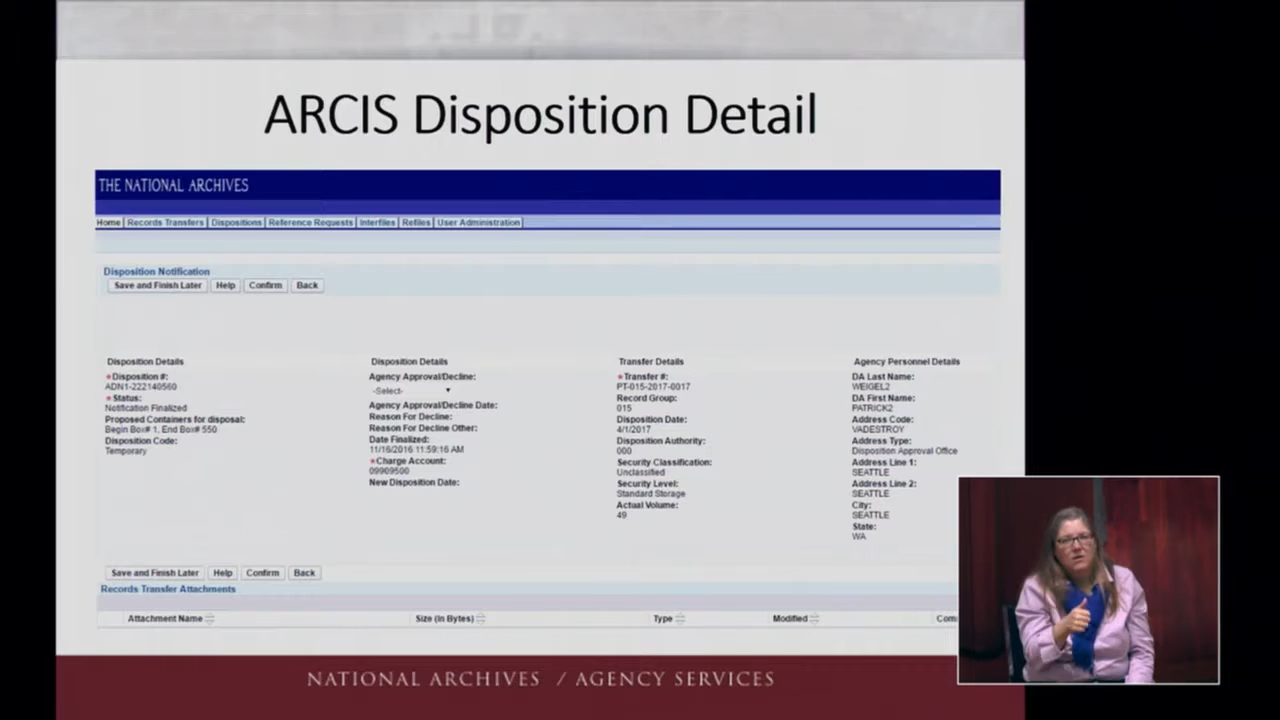 ARCIS Disposition Detail
THE NATIONAL ARCHIVES
Home | Records Transfers | Dispositions | Reference Requests | Interfiles | Refiles | User Administration
Disposition Notification
Save and Finish Later Help Confirm Back
Disposition Details
*Disposition #:
ADN1-222140560
*Status:
Notification Finalized
Proposed Containers for disposal:
Begin Box# 1, End Box# 550
Disposition Code:
Temporary
Disposition Details
Agency Approval/Decline:
-Select-
Agency Approval/Decline Date:
Reason For Decline:
Reason For Decline Other:
Date Finalized:
11/16/2016 11:59:16 AM
*Charge Account:
09909500
New Disposition Date:
Transfer Details
*Transfer #:
PT-015-2017-0017
Record Group:
015
Disposition Date:
4/1/2017
Disposition Authority:
000
Security Classification:
Unclassified
Security Level:
Standard Storage
Actual Volume:
49
Agency Personnel Details
DA Last Name:
WEIGEL2
DA First Name:
PATRICK2
Address Code:
VADESTROY
Address Type:
Disposition Approval Office
Address Line 1:
SEATTLE
Address Line 2:
SEATTLE
City:
SEATTLE
State:
WA
Save and Finish Later Help Confirm Back
Records Transfer Attachments
Attachment Name Size (In Bytes) Type Modified Com
NATIONAL ARCHIVES / AGENCY SERVICES